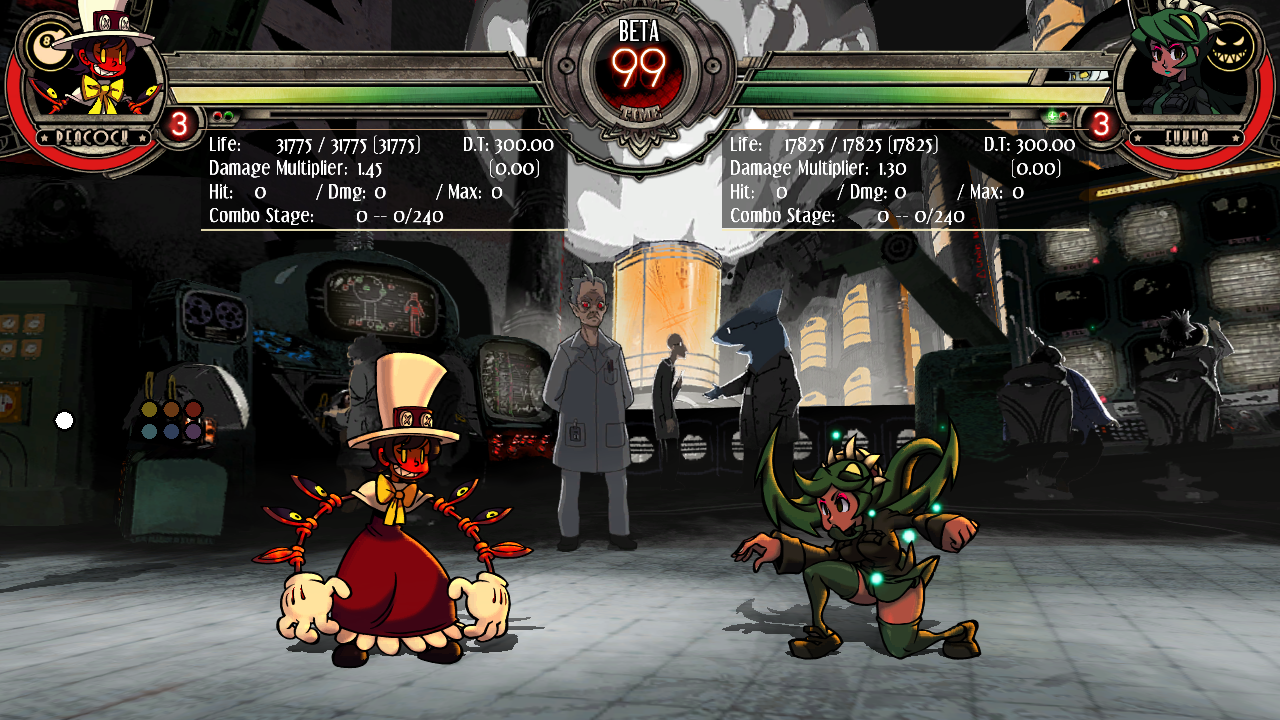 BETA
99
TIME
8
PEACOCK
3
3
FUKUA
Life: 31775 / 31775 (31775) D.T: 300.00
Damage Multiplier: 1.45 (0.00)
Hit: 0 / Dmg: 0 / Max: 0
Combo Stage: 0 -- 0/240
Life: 17825 / 17825 (17825) D.T: 300.00
Damage Multiplier: 1.30 (0.00)
Hit: 0 / Dmg: 0 / Max: 0
Combo Stage: 0 -- 0/240